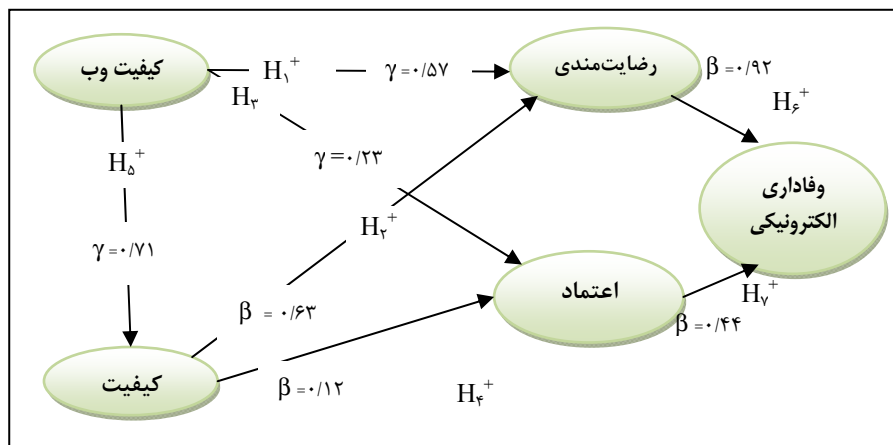 کیفیت وب
H۱+
γ=۰/۵۷
رضایت‌مندی
β=۰/۹۲
H۶+
H۳
H۵+
γ=۰/۲۳
وفاداری
الکترونیکی
H۲+
γ=۰/۷۱
اعتماد
H۷+
β = ۰/۶۳
β=۰/۴۴
کیفیت
β=۰/۱۲
H۴+